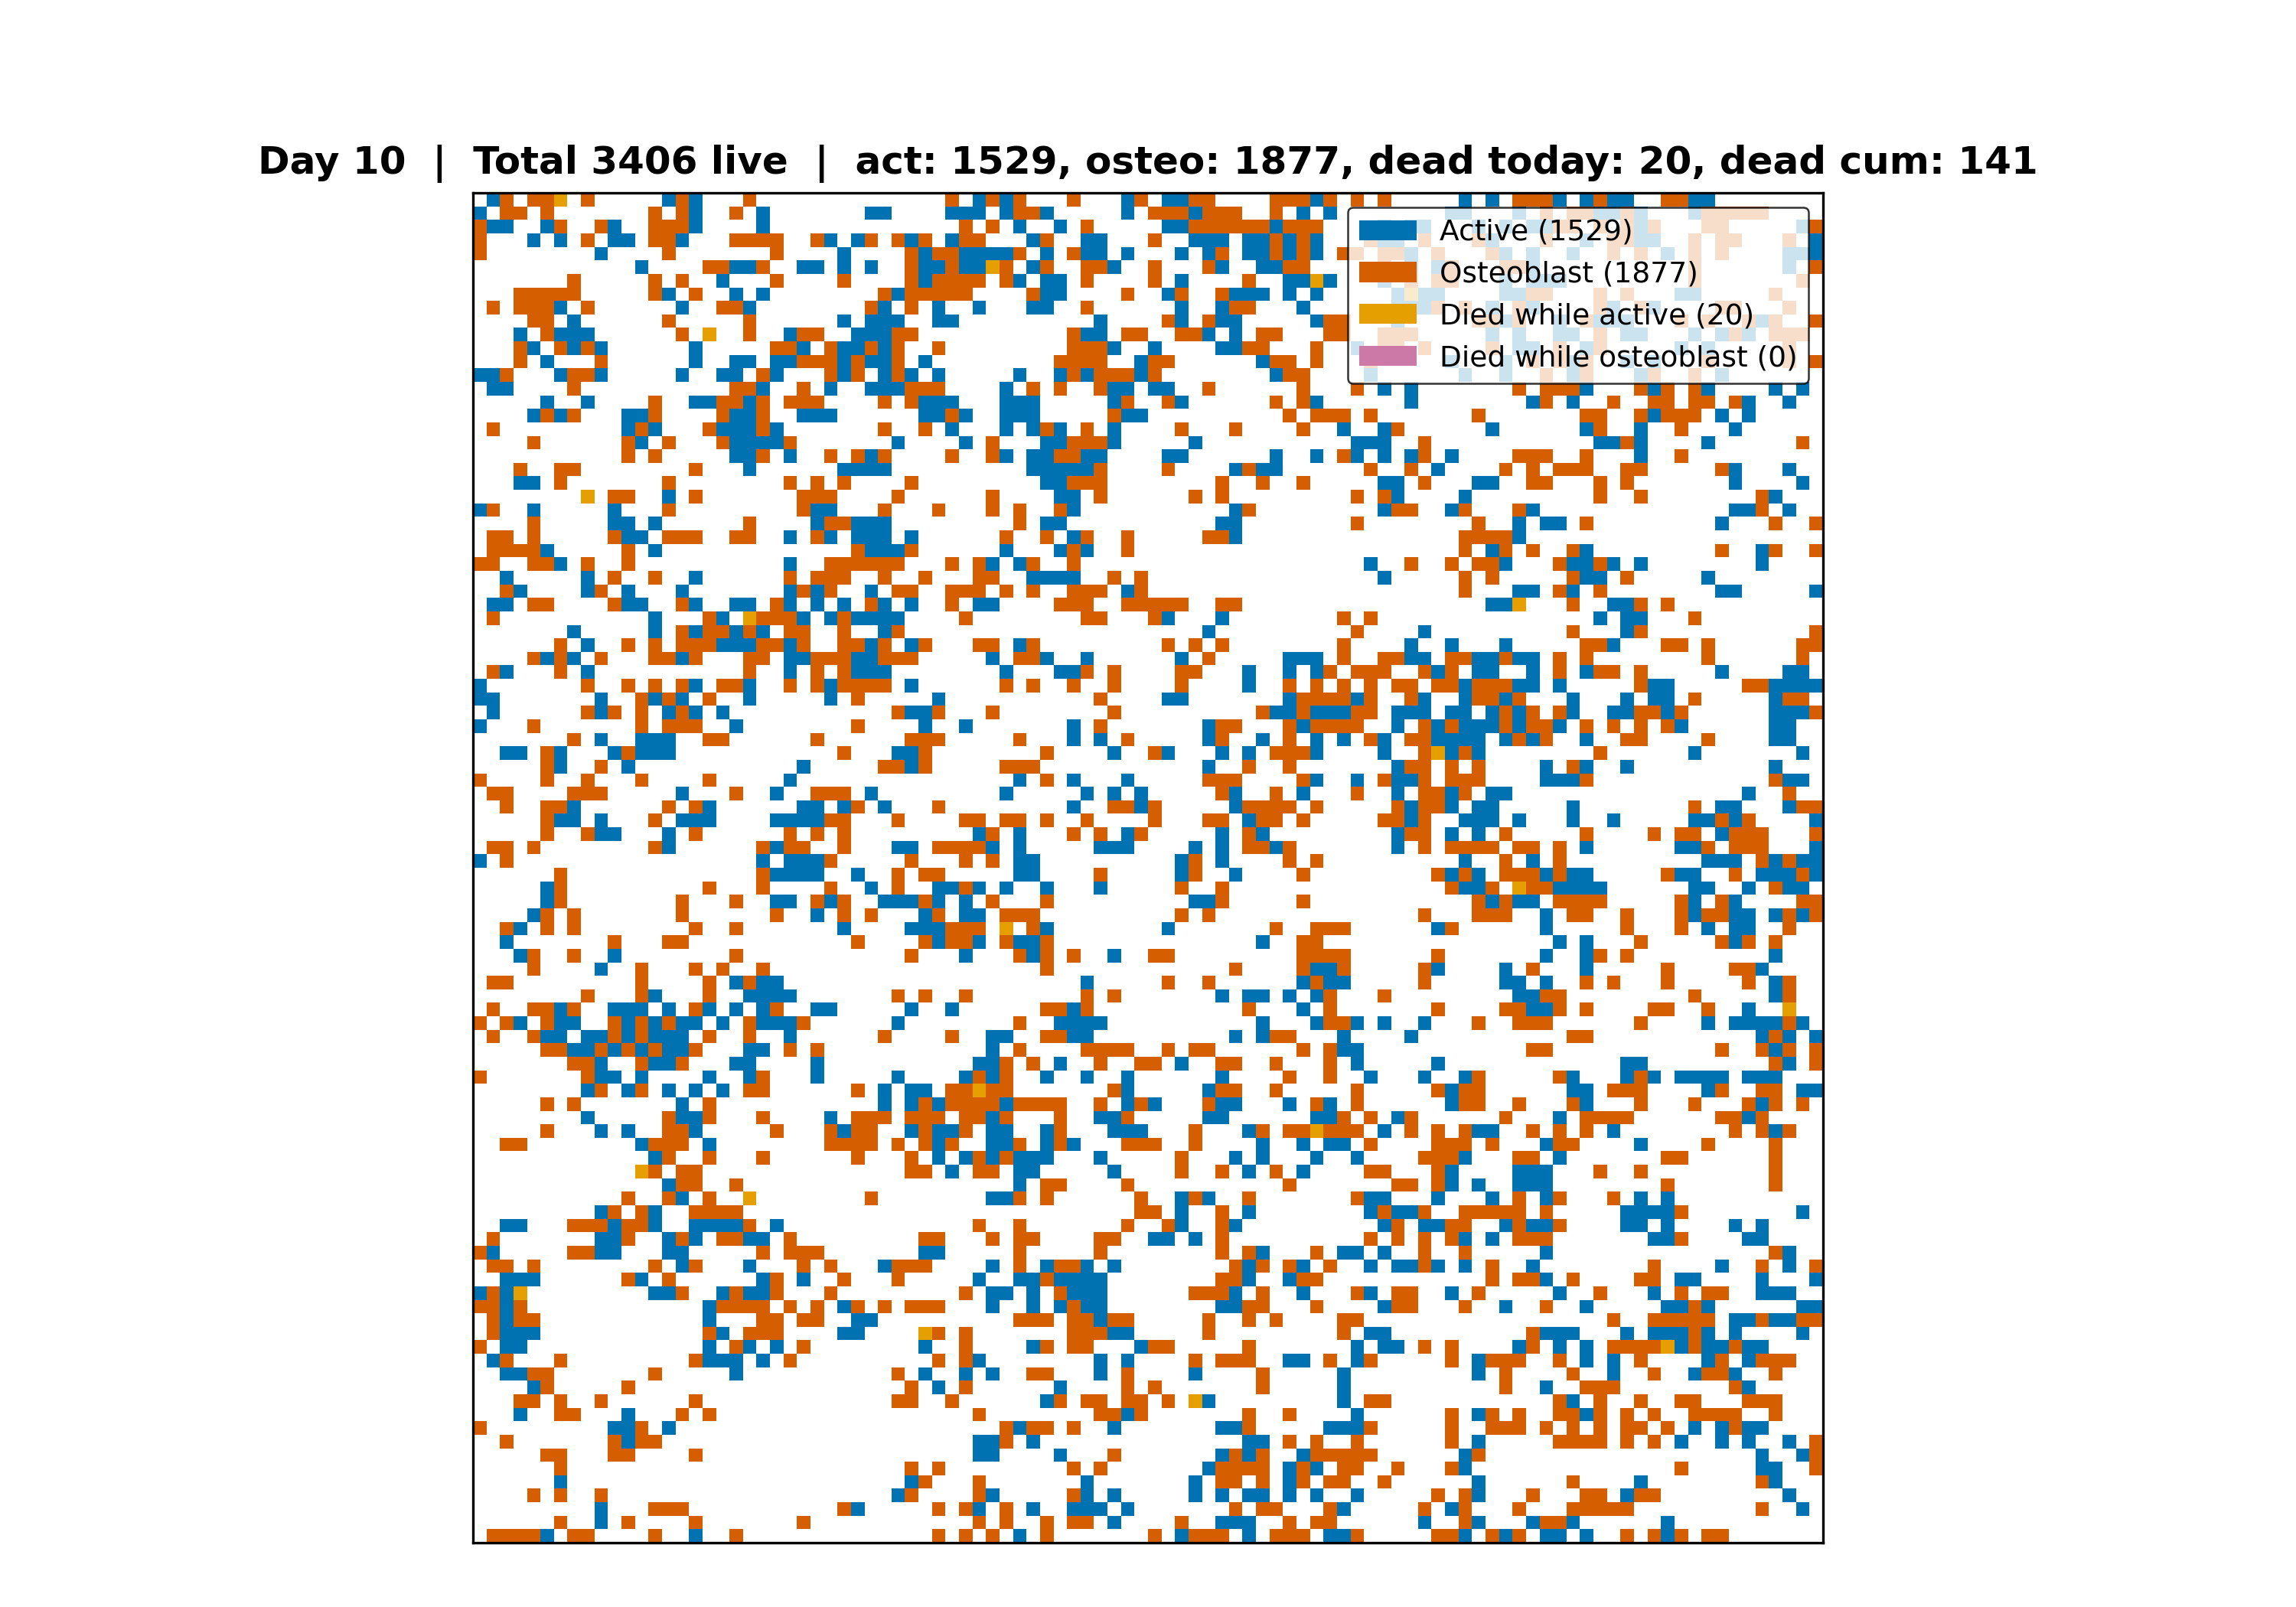 Day 10 | Total 3406 live | act: 1529, osteo: 1877, dead today: 20, dead cum: 141
Active (1529)
Osteoblast (1877)
Died while active (20)
Died while osteoblast (0)